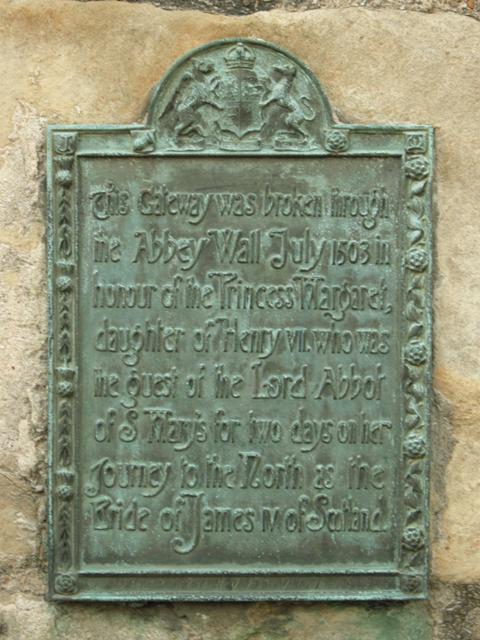 This Gateway was broken through
the Abbey Wall July 1503 in
honour of the Princess Margaret,
daughter of Henry VII. who was
the guest of the Lord Abbot
of S. Mary's for two days on her
journey to the North as the
Bride of James IV of Scotland.